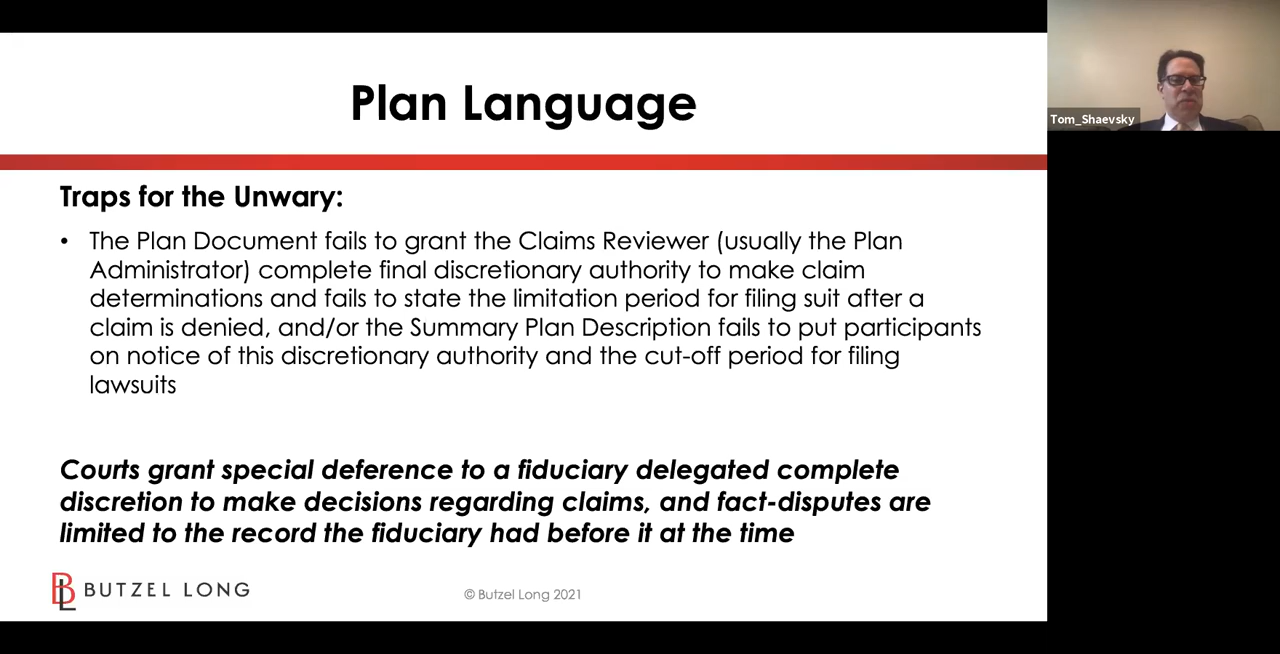 Plan Language
Tom_Shaevsky
Traps for the Unwary:
• The Plan Document fails to grant the Claims Reviewer (usually the Plan
Administrator) complete final discretionary authority to make claim
determinations and fails to state the limitation period for filing suit after a
claim is denied, and/or the Summary Plan Description fails to put participants
on notice of this discretionary authority and the cut-off period for filing
lawsuits
Courts grant special deference to a fiduciary delegated complete
discretion to make decisions regarding claims, and fact-disputes are
limited to the record the fiduciary had before it at the time
BL BUTZEL LONG
© Butzel Long 2021